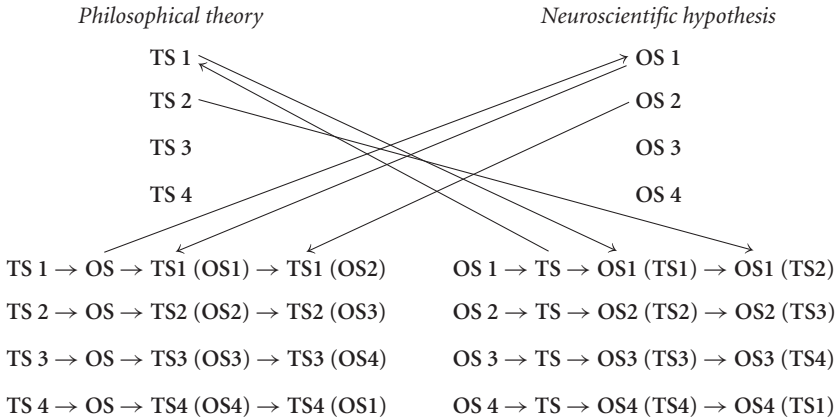 Philosophical theory Neuroscientific hypothesis
TS 1 OS 1
TS 2 OS 2
TS 3 OS 3
TS 4 OS 4
TS 1 → OS → TS1 (OS1) → TS1 (OS2) OS 1 → TS → OS1 (TS1) → OS1 (TS2)
TS 2 → OS → TS2 (OS2) → TS2 (OS3) OS 2 → TS → OS2 (TS2) → OS2 (TS3)
TS 3 → OS → TS3 (OS3) → TS3 (OS4) OS 3 → TS → OS3 (TS3) → OS3 (TS4)
TS 4 → OS → TS4 (OS4) → TS4 (OS1) OS 4 → TS → OS4 (TS4) → OS4 (TS1)